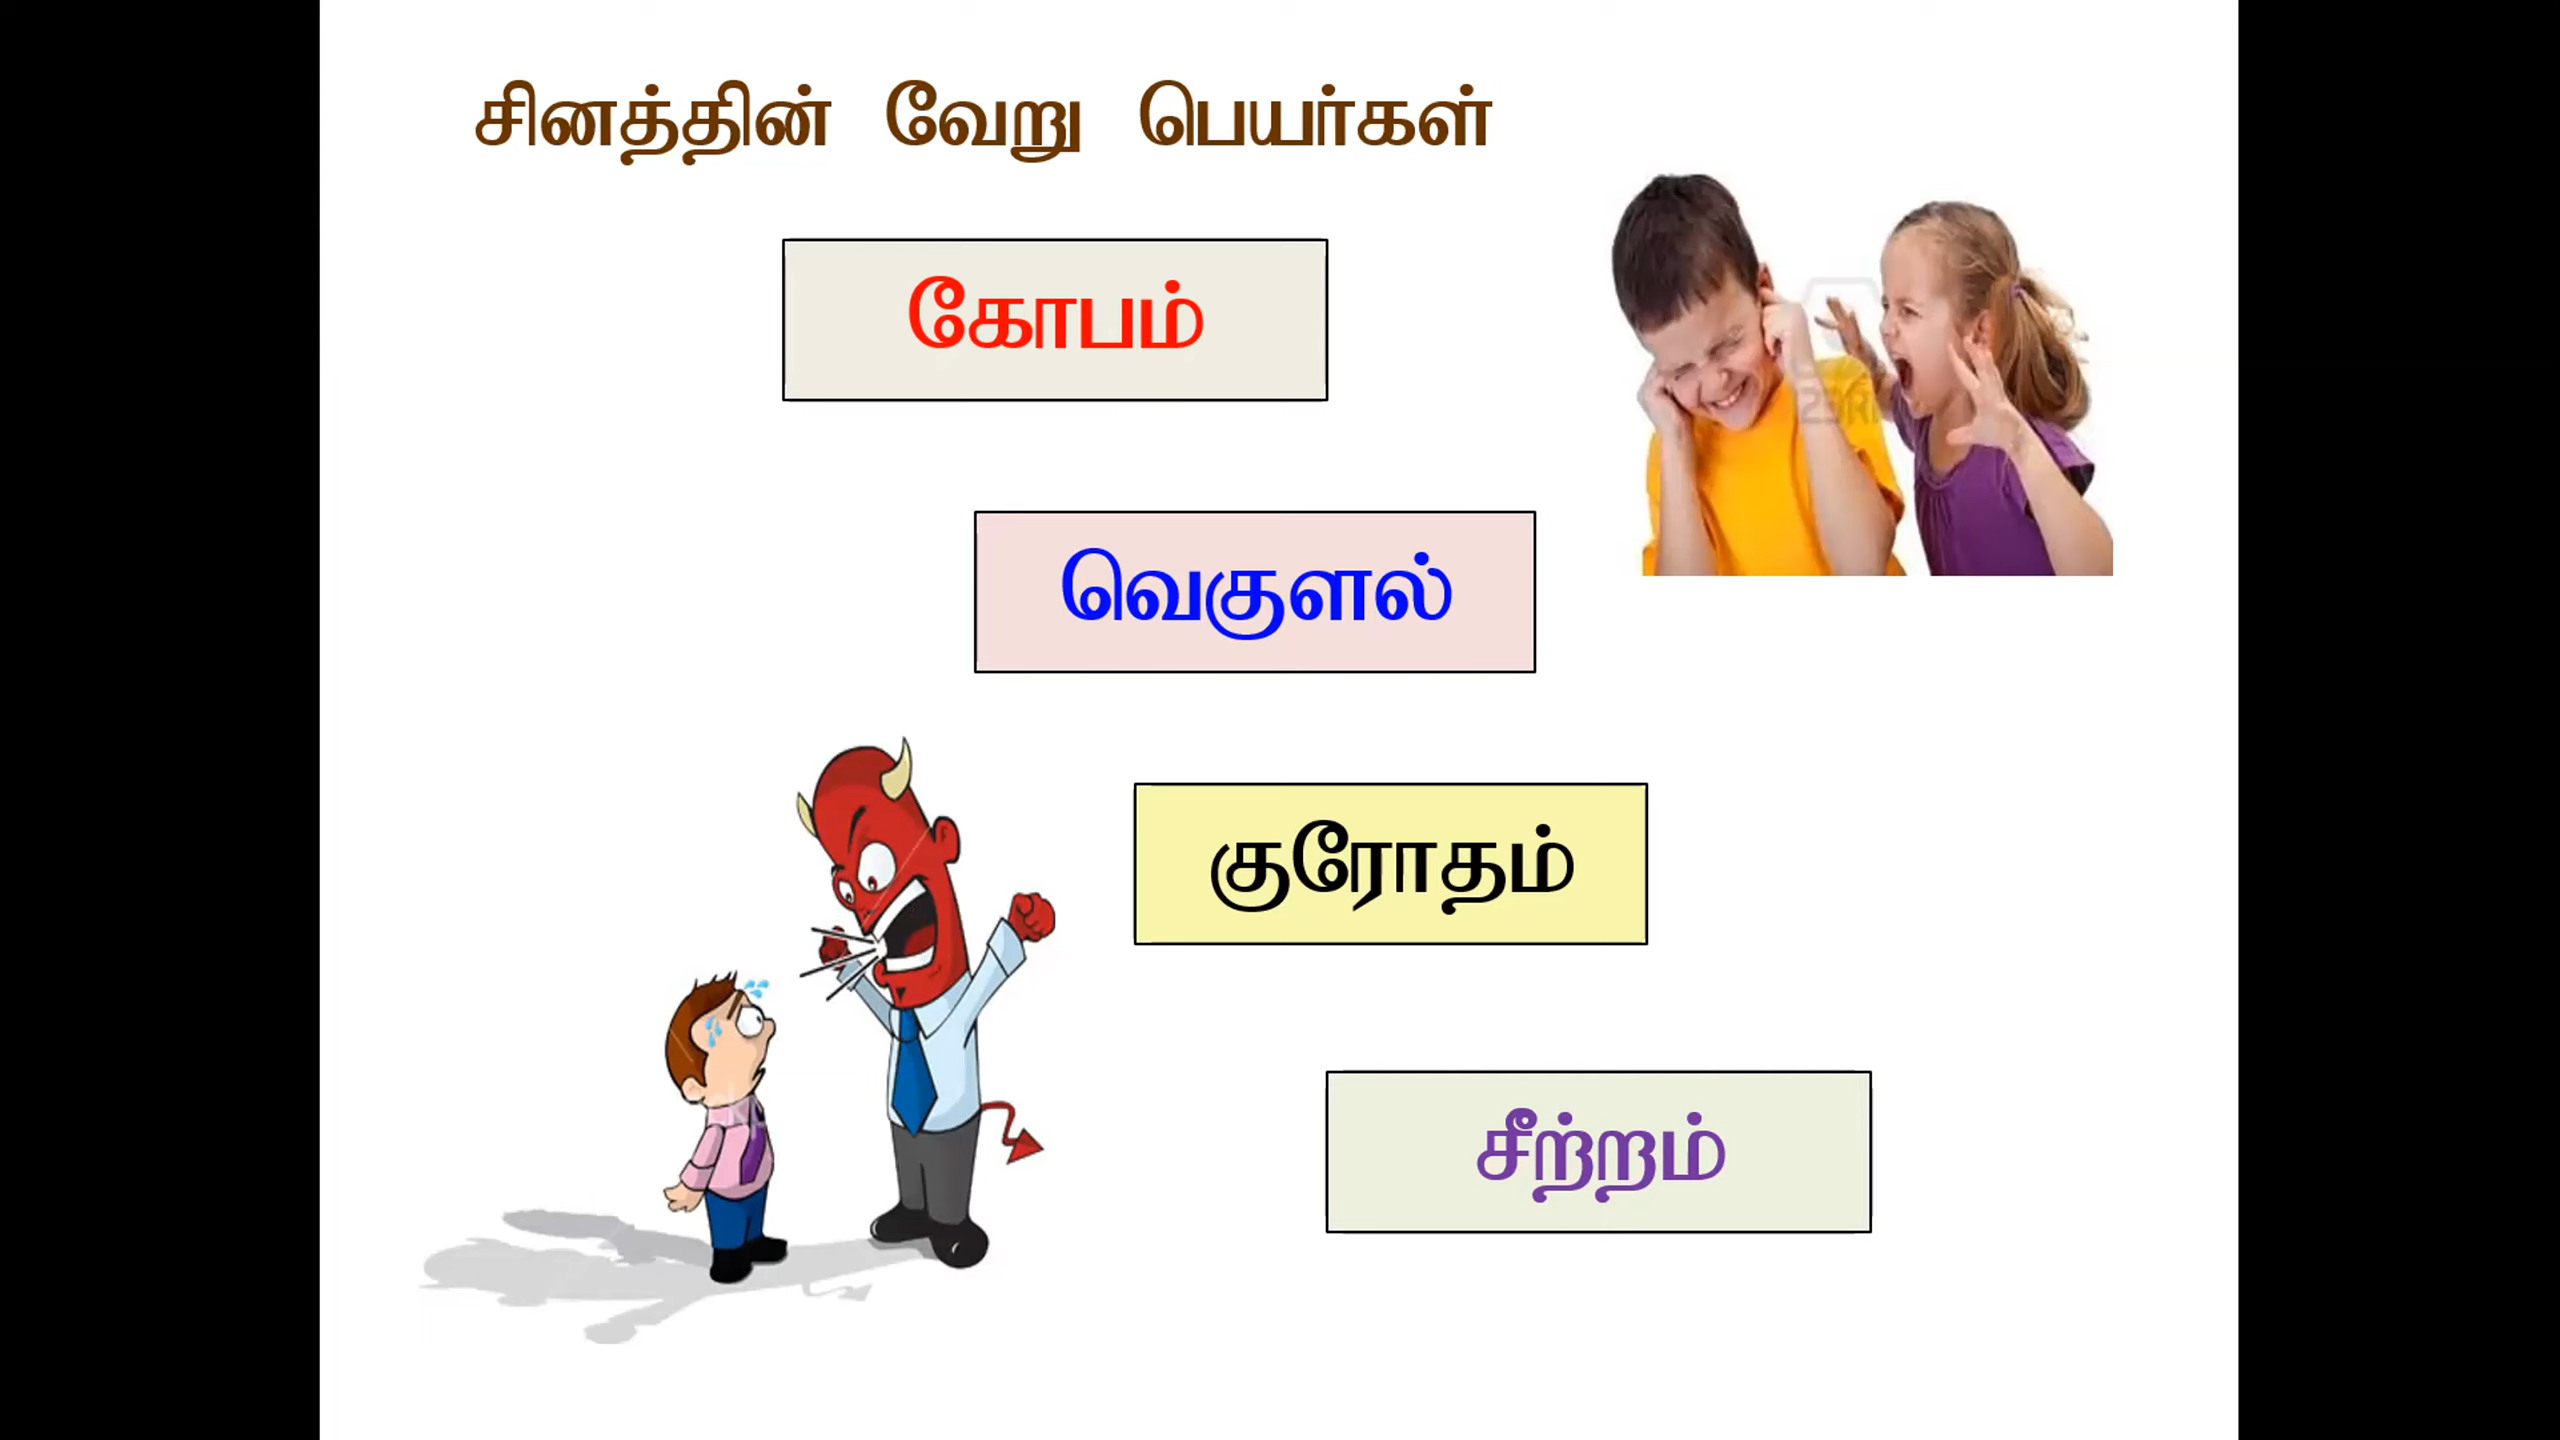 சினத்தின் வேறு பெயர்கள்
கோபம்
வெகுளல்
குரோதம்
சீற்றம்